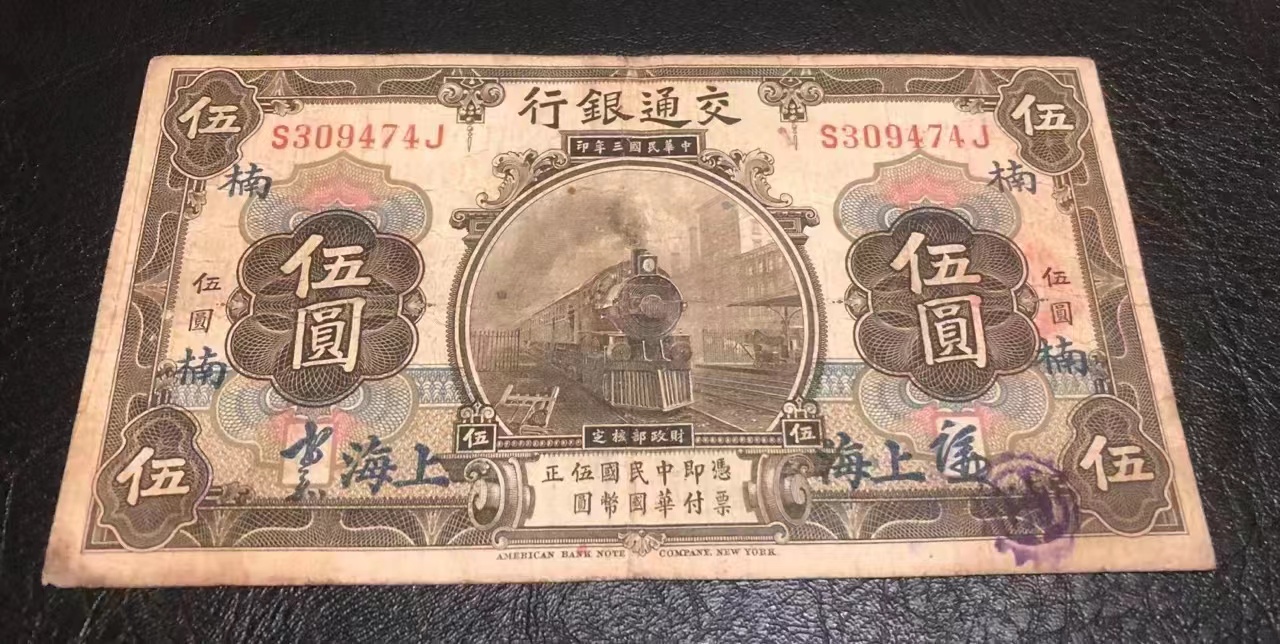 交通銀行
伍
伍
S309474J
S309474J
中華民國三年印
楠
楠
伍圓
伍圓
伍圓
伍圓
楠
楠
伍
財政部核定
伍
上海
上海
伍
伍
憑票即付中華民國國幣伍圓正
AMERICAN BANK NOTE COMPANY. NEW YORK.